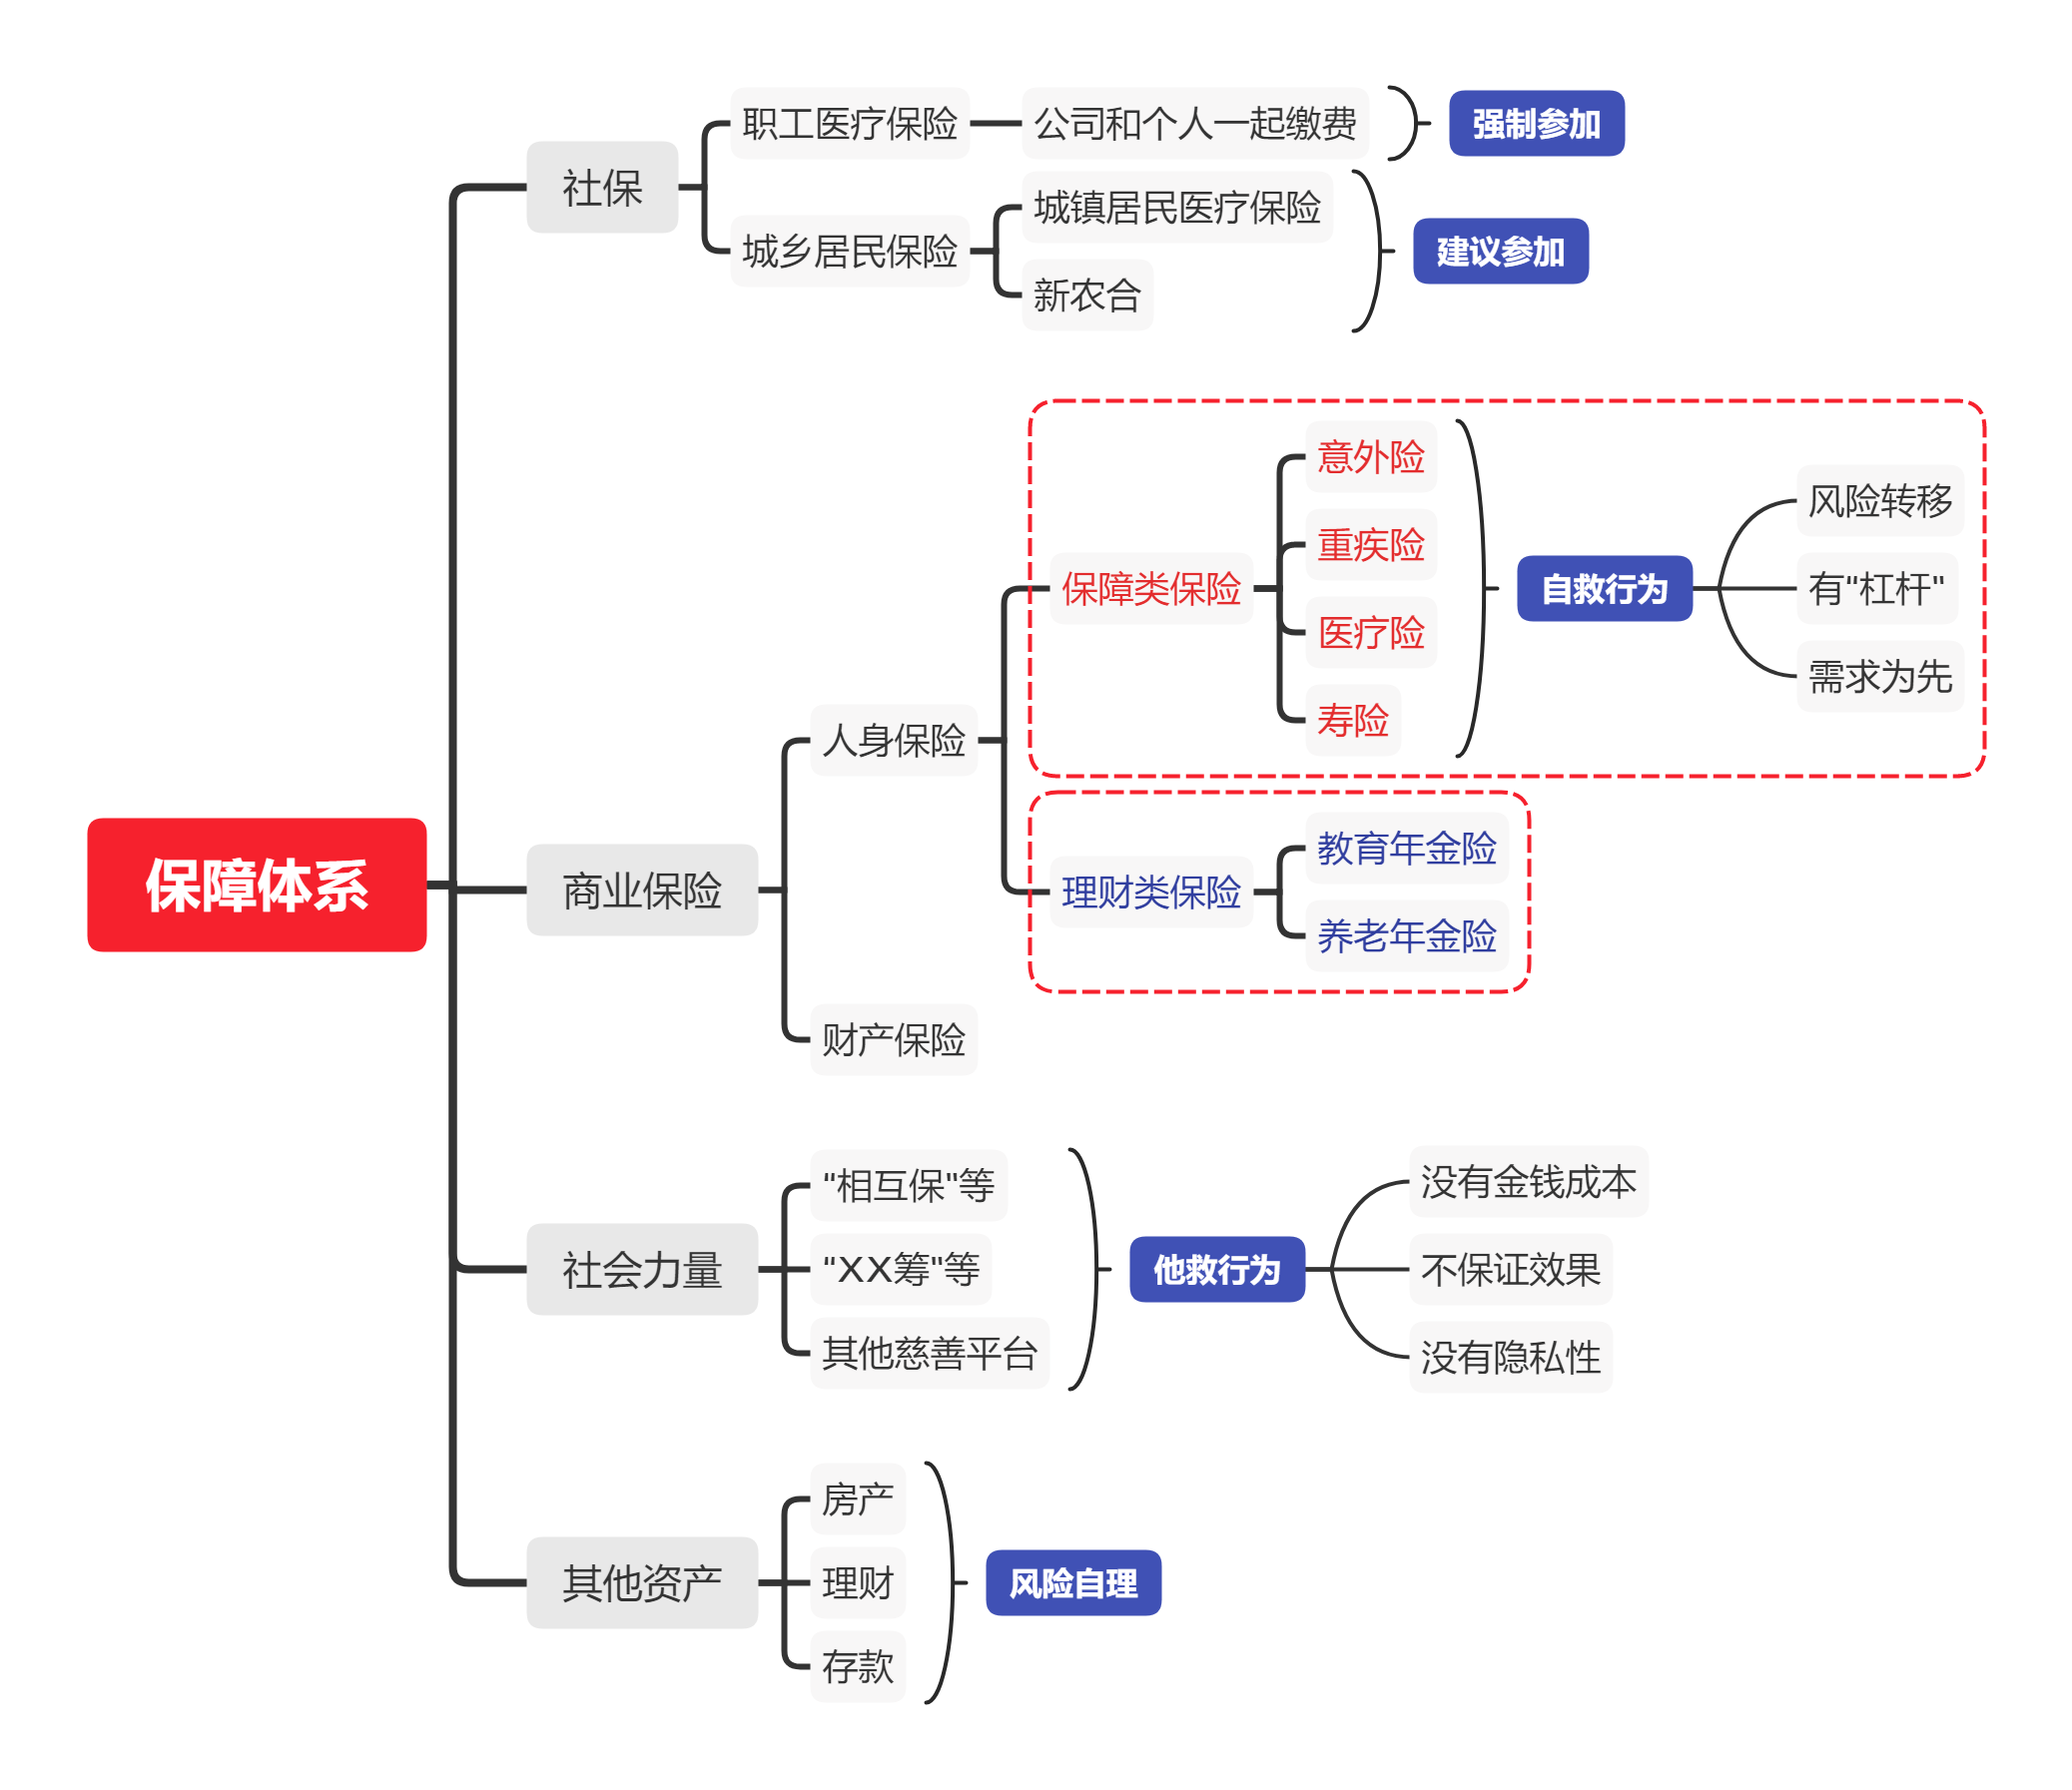 保障体系
社保
职工医疗保险
公司和个人一起缴费
强制参加
城乡居民保险
城镇居民医疗保险
新农合
建议参加
商业保险
人身保险
保障类保险
意外险
重疾险
医疗险
寿险
自救行为
风险转移
有"杠杆"
需求为先
理财类保险
教育年金险
养老年金险
财产保险
社会力量
"相互保"等
"XX筹"等
其他慈善平台
他救行为
没有金钱成本
不保证效果
没有隐私性
其他资产
房产
理财
存款
风险自理